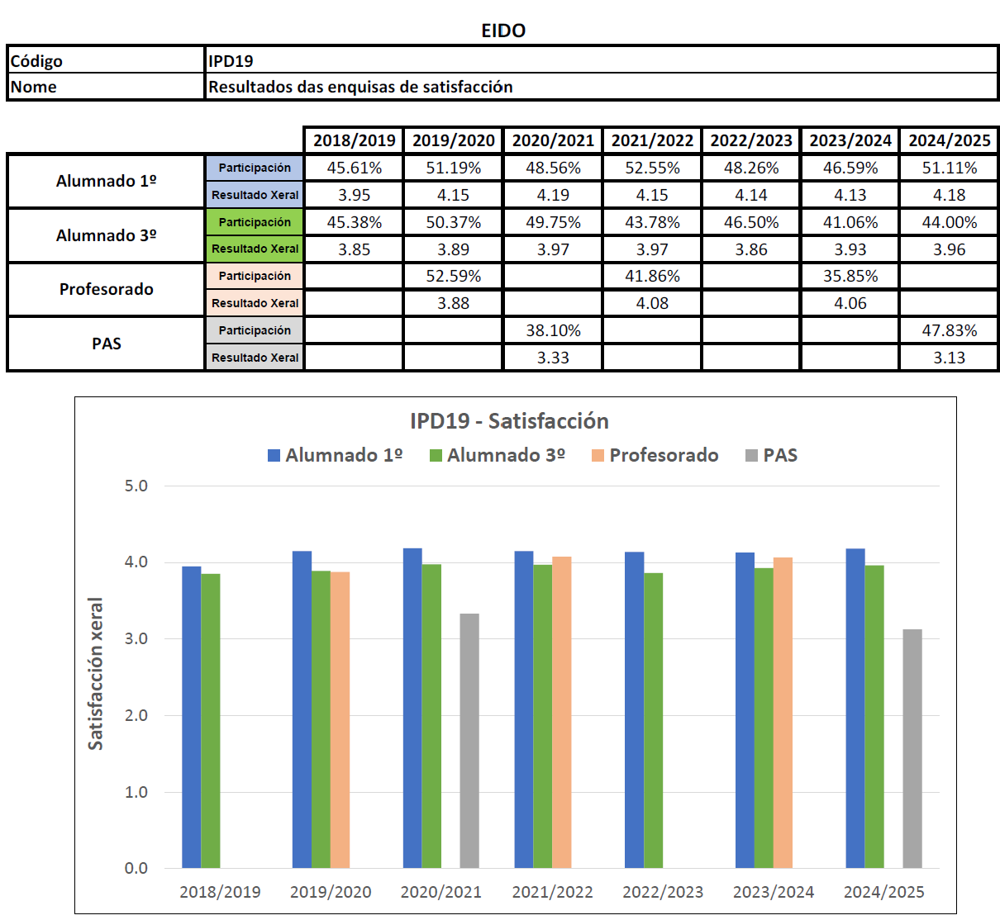 EIDO
Código IPD19
Nome Resultados das enquisas de satisfacción
2018/2019 2019/2020 2020/2021 2021/2022 2022/2023 2023/2024 2024/2025
Alumnado 1º
Participación 45.61% 51.19% 48.56% 52.55% 48.26% 46.59% 51.11%
Resultado Xeral 3.95 4.15 4.19 4.15 4.14 4.13 4.18
Alumnado 3º
Participación 45.38% 50.37% 49.75% 43.78% 46.50% 41.06% 44.00%
Resultado Xeral 3.85 3.89 3.97 3.97 3.86 3.93 3.96
Profesorado
Participación 52.59% 41.86% 35.85%
Resultado Xeral 3.88 4.08 4.06
PAS
Participación 38.10% 47.83%
Resultado Xeral 3.33 3.13
IPD19 - Satisfacción
Alumnado 1º Alumnado 3º Profesorado PAS
Satisfacción xeral
5.0
4.0
3.0
2.0
1.0
0.0
2018/2019 2019/2020 2020/2021 2021/2022 2022/2023 2023/2024 2024/2025